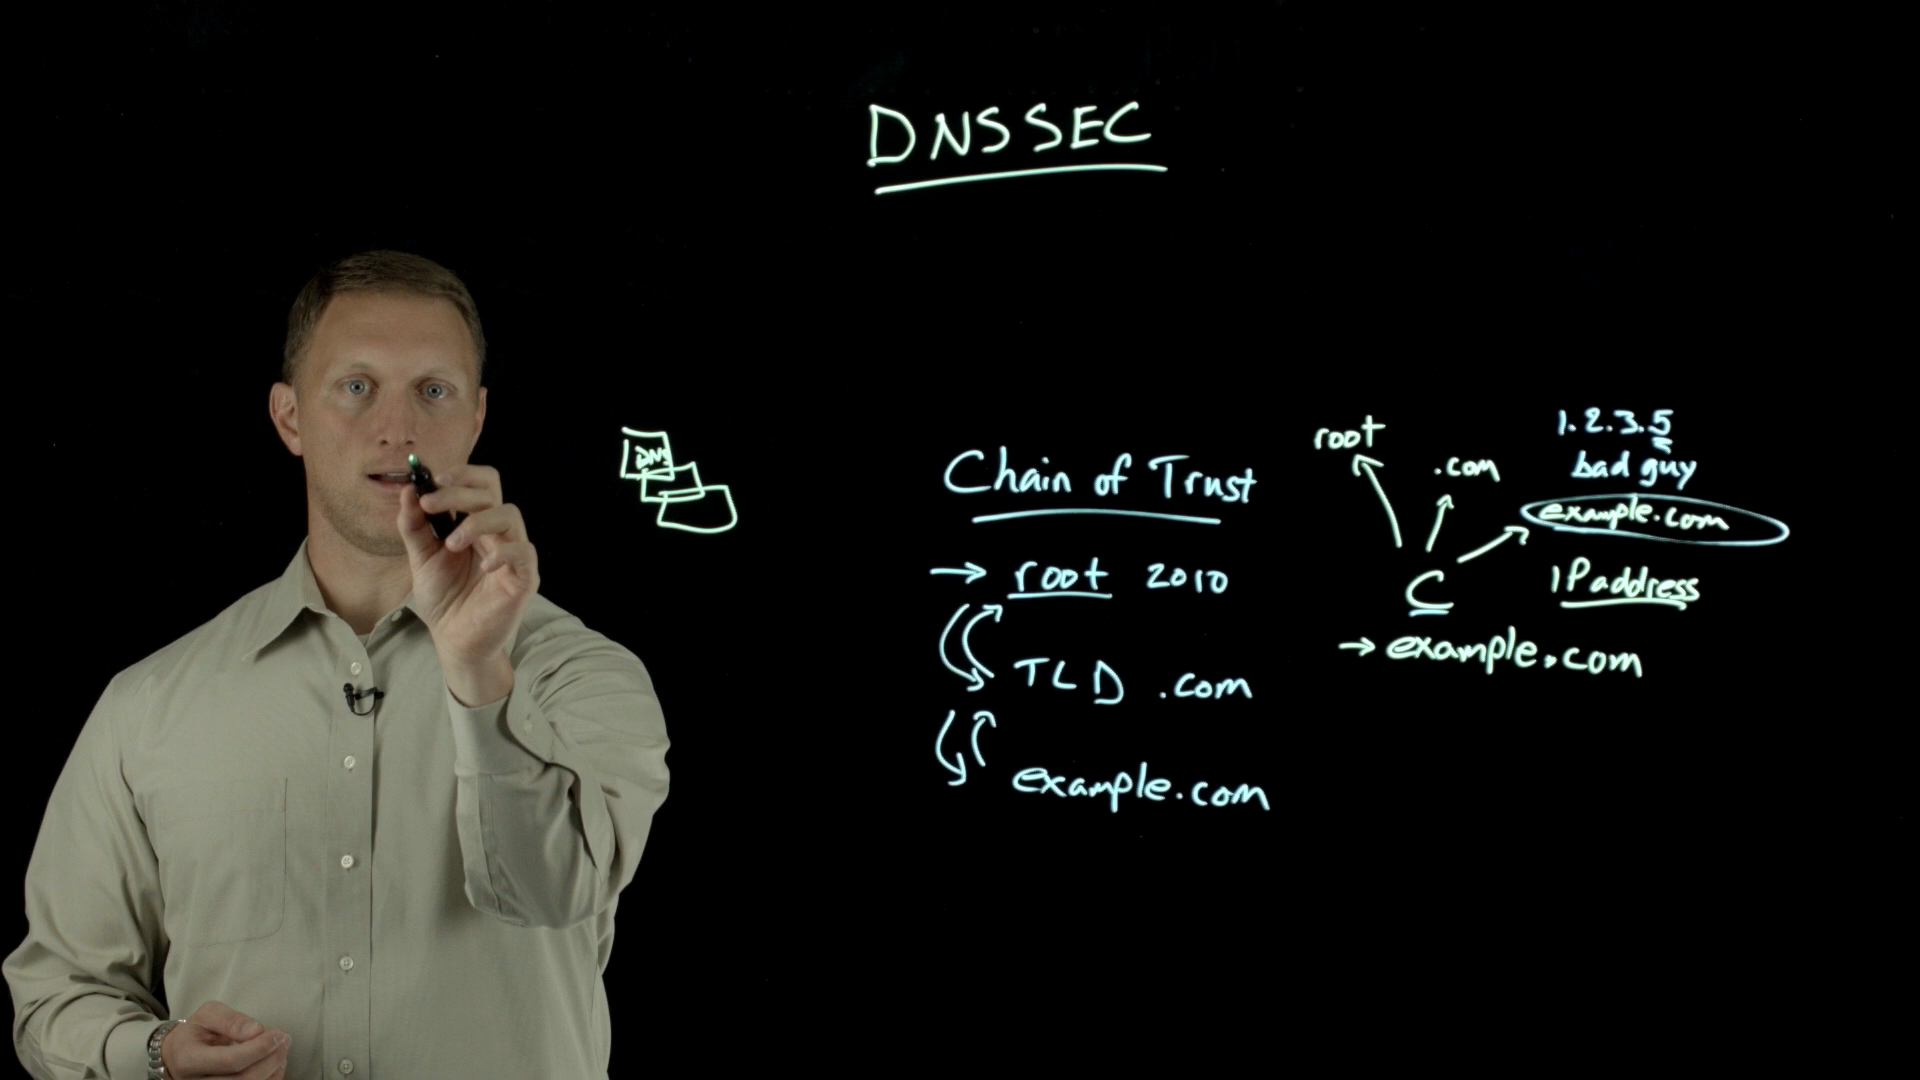 DNSSEC
DNS
Chain of Trust
→ root 2010
TLD .com
example.com
root
.com
1.2.3.5
bad guy
example.com
IP address
C
→ example.com